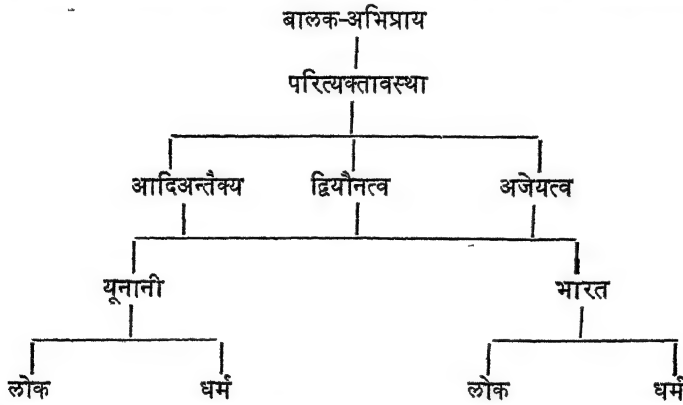 बालक-अभिप्राय
परित्यक्तावस्था
आदिअन्तैक्य द्वियौनत्व अजेयत्व
यूनानी भारत
लोक धर्म लोक धर्म